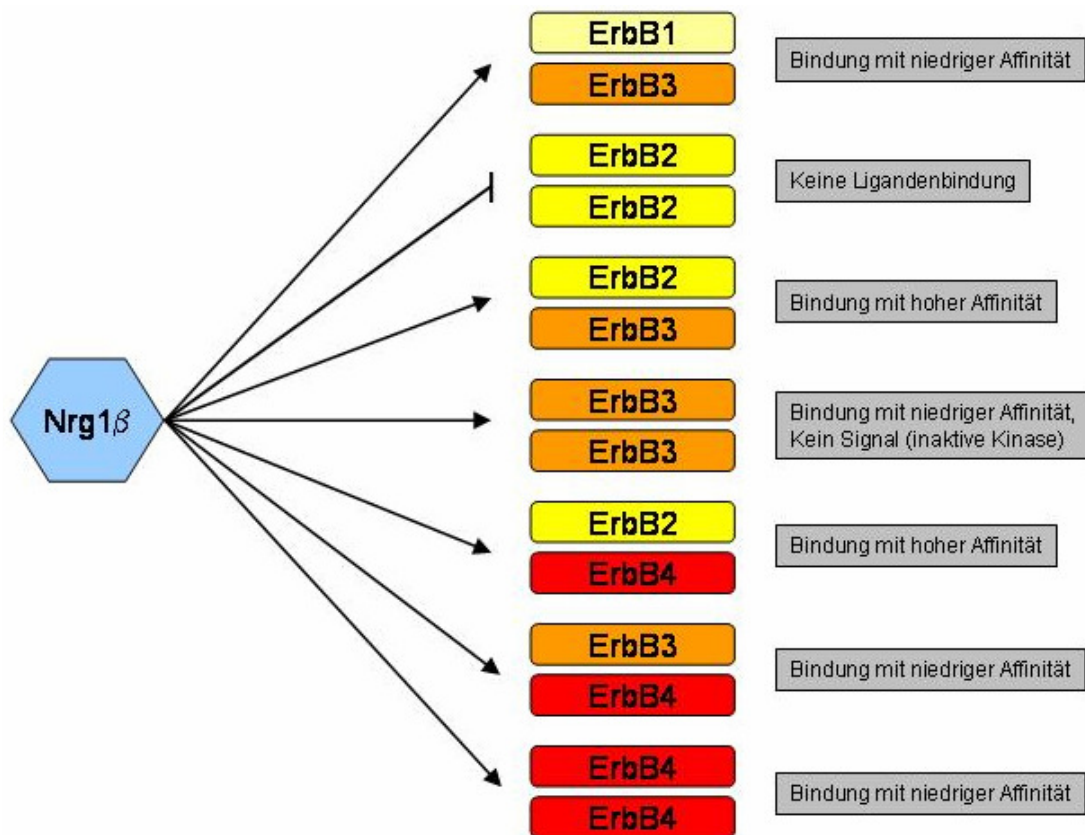 ErbB1
Bindung mit niedriger Affinität
ErbB3
ErbB2
Keine Ligandenbindung
ErbB2
ErbB2
Bindung mit hoher Affinität
ErbB3
Nrg1β
ErbB3
Bindung mit niedriger Affinität,
Kein Signal (inaktive Kinase)
ErbB3
ErbB2
Bindung mit hoher Affinität
ErbB4
ErbB3
Bindung mit niedriger Affinität
ErbB4
ErbB4
Bindung mit niedriger Affinität
ErbB4